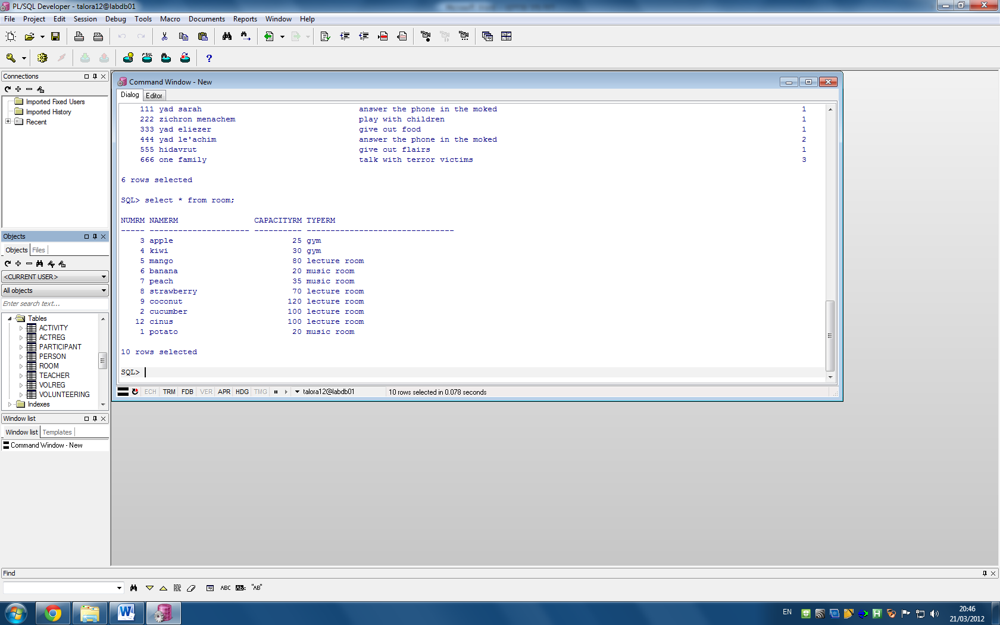 PL/SQL Developer - talora12@labdb01
File Project Edit Session Debug Tools Macro Documents Reports Window Help
SQL
?
Connections
Imported Fixed Users
Imported History
Recent
Objects
Objects Files
<CURRENT USER>
All objects
Enter search text...
Tables
ACTIVITY
ACTREG
PARTICIPANT
PERSON
ROOM
TEACHER
VOLREG
VOLUNTEERING
Indexes
Window list
Window list Templates
Command Window - New
Command Window - New
Dialog Editor
111 yad sarah answer the phone in the moked 1
222 zichron menachem play with children 1
333 yad eliezer give out food 1
444 yad le'achim answer the phone in the moked 2
555 hidavrut give out flairs 1
666 one family talk with terror victims 3
6 rows selected
SQL> select * from room;
NUMRM NAMERM CAPACITYRM TYPERM
----- --------------------- ---------- -------------------------------
3 apple 25 gym
4 kiwi 30 gym
5 mango 80 lecture room
6 banana 20 music room
7 peach 35 music room
8 strawberry 70 lecture room
9 coconut 120 lecture room
2 cucumber 100 lecture room
12 cinus 100 lecture room
1 potato 20 music room
10 rows selected
SQL>
ECH TRM FDB VER APR HDG TMG talora12@labdb01 10 rows selected in 0.078 seconds
Find
ABC "AB"
EN 20:46
21/03/2012